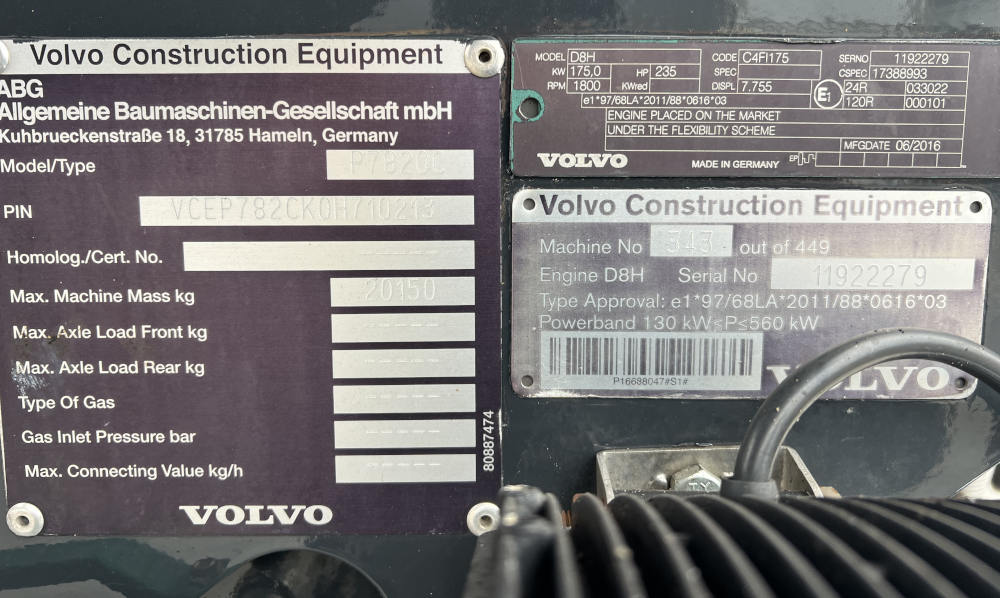 Volvo Construction Equipment
ABG
Allgemeine Baumaschinen-Gesellschaft mbH
Kuhbrueckenstraße 18, 31785 Hameln, Germany
Model/Type P7820C
PIN VCEP782CK0H710213
Homolog./Cert. No. -----
Max. Machine Mass kg 20150
Max. Axle Load Front kg -----
Max. Axle Load Rear kg -----
Type Of Gas -----
Gas Inlet Pressure bar -----
Max. Connecting Value kg/h -----
80887474
VOLVO
MODEL D8H CODE C4FI175 SERNO 11922279
KW 175,0 HP 235 SPEC CSPEC 17388993
RPM 1800 KWred DISPL 7.755 E1 24R 033022
e1*97/68LA*2011/88*0616*03 120R 000101
ENGINE PLACED ON THE MARKET
UNDER THE FLEXIBILITY SCHEME
MFGDATE 06/2016
VOLVO MADE IN GERMANY EP
Volvo Construction Equipment
Machine No 343 out of 449
Engine D8H Serial No 11922279
Type Approval: e1*97/68LA*2011/88*0616*03
Powerband 130 kW≤P≤560 kW
P16688047#S1#
VOLVO
TY